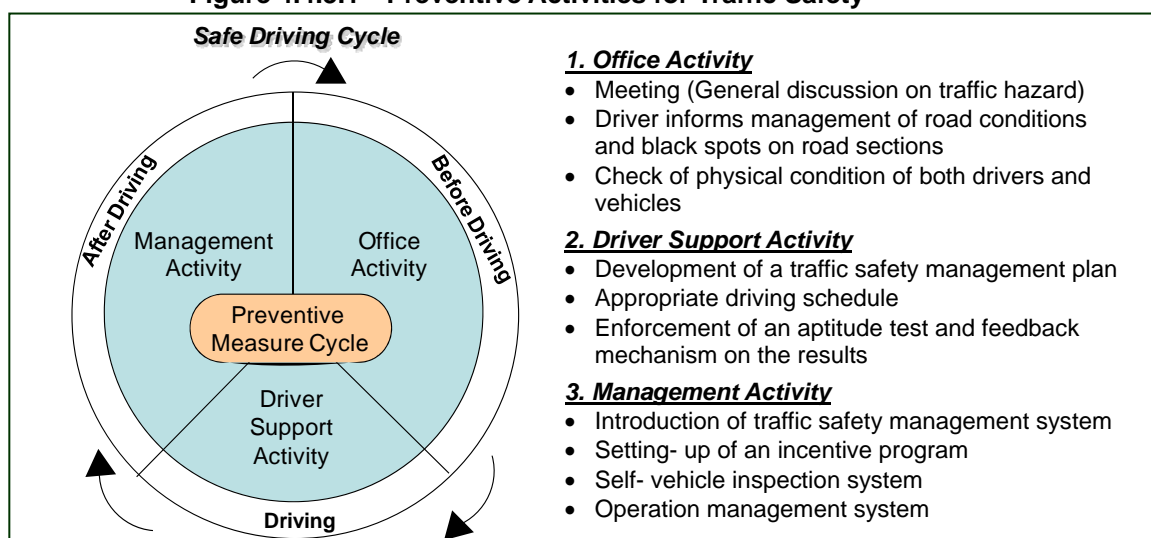 Safe Driving Cycle
After Driving
Before Driving
Management
Activity
Office
Activity
Preventive
Measure Cycle
Driver
Support
Activity
Driving
1. Office Activity
• Meeting (General discussion on traffic hazard)
• Driver informs management of road conditions
and black spots on road sections
• Check of physical condition of both drivers and
vehicles
2. Driver Support Activity
• Development of a traffic safety management plan
• Appropriate driving schedule
• Enforcement of an aptitude test and feedback
mechanism on the results
3. Management Activity
• Introduction of traffic safety management system
• Setting- up of an incentive program
• Self- vehicle inspection system
• Operation management system